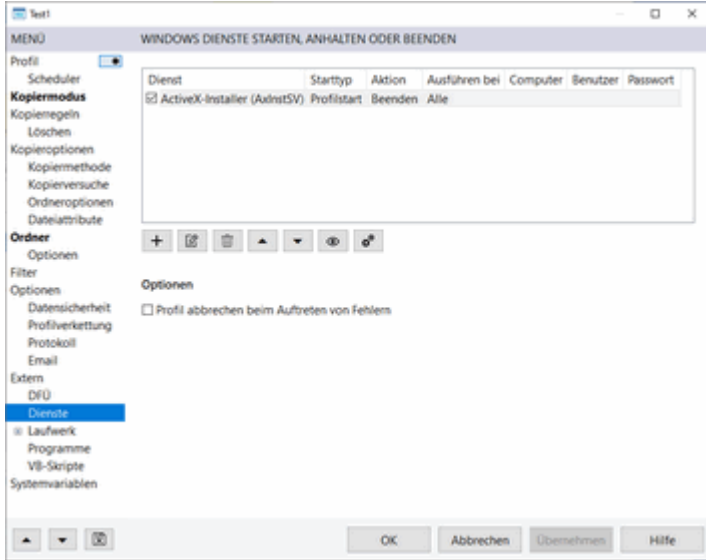 Test1
MENÜ
WINDOWS DIENSTE STARTEN, ANHALTEN ODER BEENDEN
Profil
Scheduler
Kopiermodus
Kopierregeln
Löschen
Kopieroptionen
Kopiermethode
Kopierversuche
Ordneroptionen
Dateiattribute
Ordner
Optionen
Filter
Optionen
Datensicherheit
Profilverkettung
Protokoll
Email
Extern
DFÜ
Dienste
Laufwerk
Programme
VB-Skripte
Systemvariablen
Dienst Starttyp Aktion Ausführen bei Computer Benutzer Passwort
ActiveX-Installer (AxInstSV) Profilstart Beenden Alle
Optionen
Profil abbrechen beim Auftreten von Fehlern
OK Abbrechen Übernehmen Hilfe